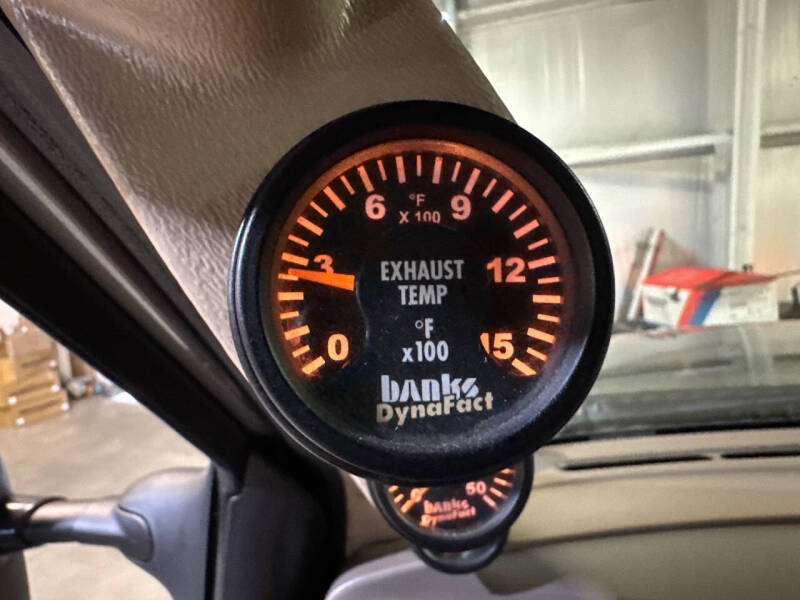 °F
6 X 100 9
3 EXHAUST 12
TEMP
0 °F 15
x100
banks
DynaFact
50
banks
DynaFact